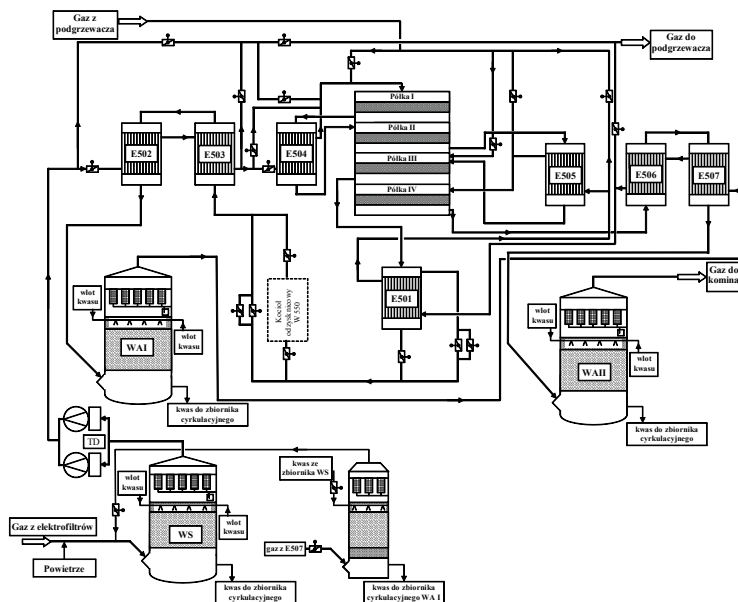 Gaz z
podgrzewacza
Gaz do
podgrzewacza
Półka I
Półka II
Półka III
Półka IV
E502
E503
E504
E505
E506
E507
E501
Kocioł
odzysknicowy
W 550
Gaz do
komina
wlot
kwasu
WAI
wlot
kwasu
kwas do zbiornika
cyrkulacyjnego
wlot
kwasu
WAII
wlot
kwasu
kwas do zbiornika
cyrkulacyjnego
TD
wlot
kwasu
WS
wlot
kwasu
kwas ze
zbiornika WS
Gaz z elektrofiltrów
Powietrze
gaz z E507
kwas do zbiornika
cyrkulacyjnego
kwas do zbiornika
cyrkulacyjnego WA I